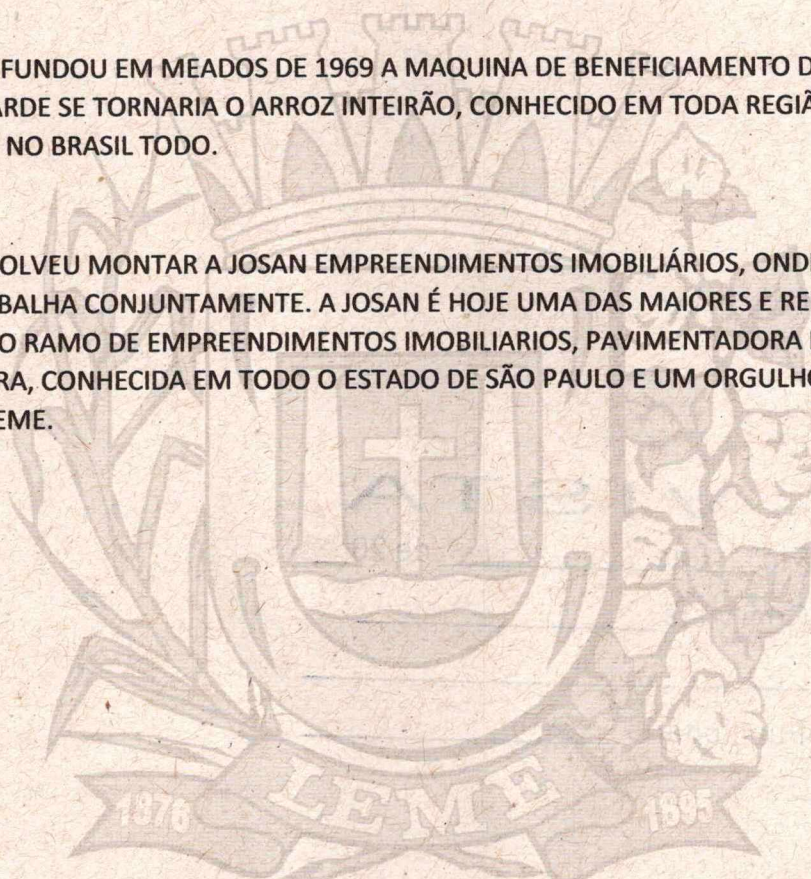 FUNDOU EM MEADOS DE 1969 A MAQUINA DE BENEFICIAMENTO D
ARDE SE TORNARIA O ARROZ INTEIRÃO, CONHECIDO EM TODA REGIÃ
NO BRASIL TODO.
OLVEU MONTAR A JOSAN EMPREENDIMENTOS IMOBILIÁRIOS, OND
BALHA CONJUNTAMENTE. A JOSAN É HOJE UMA DAS MAIORES E RE
O RAMO DE EMPREENDIMENTOS IMOBILIARIOS, PAVIMENTADORA
RA, CONHECIDA EM TODO O ESTADO DE SÃO PAULO E UM ORGULHO
EME.
1876 LEME 1895